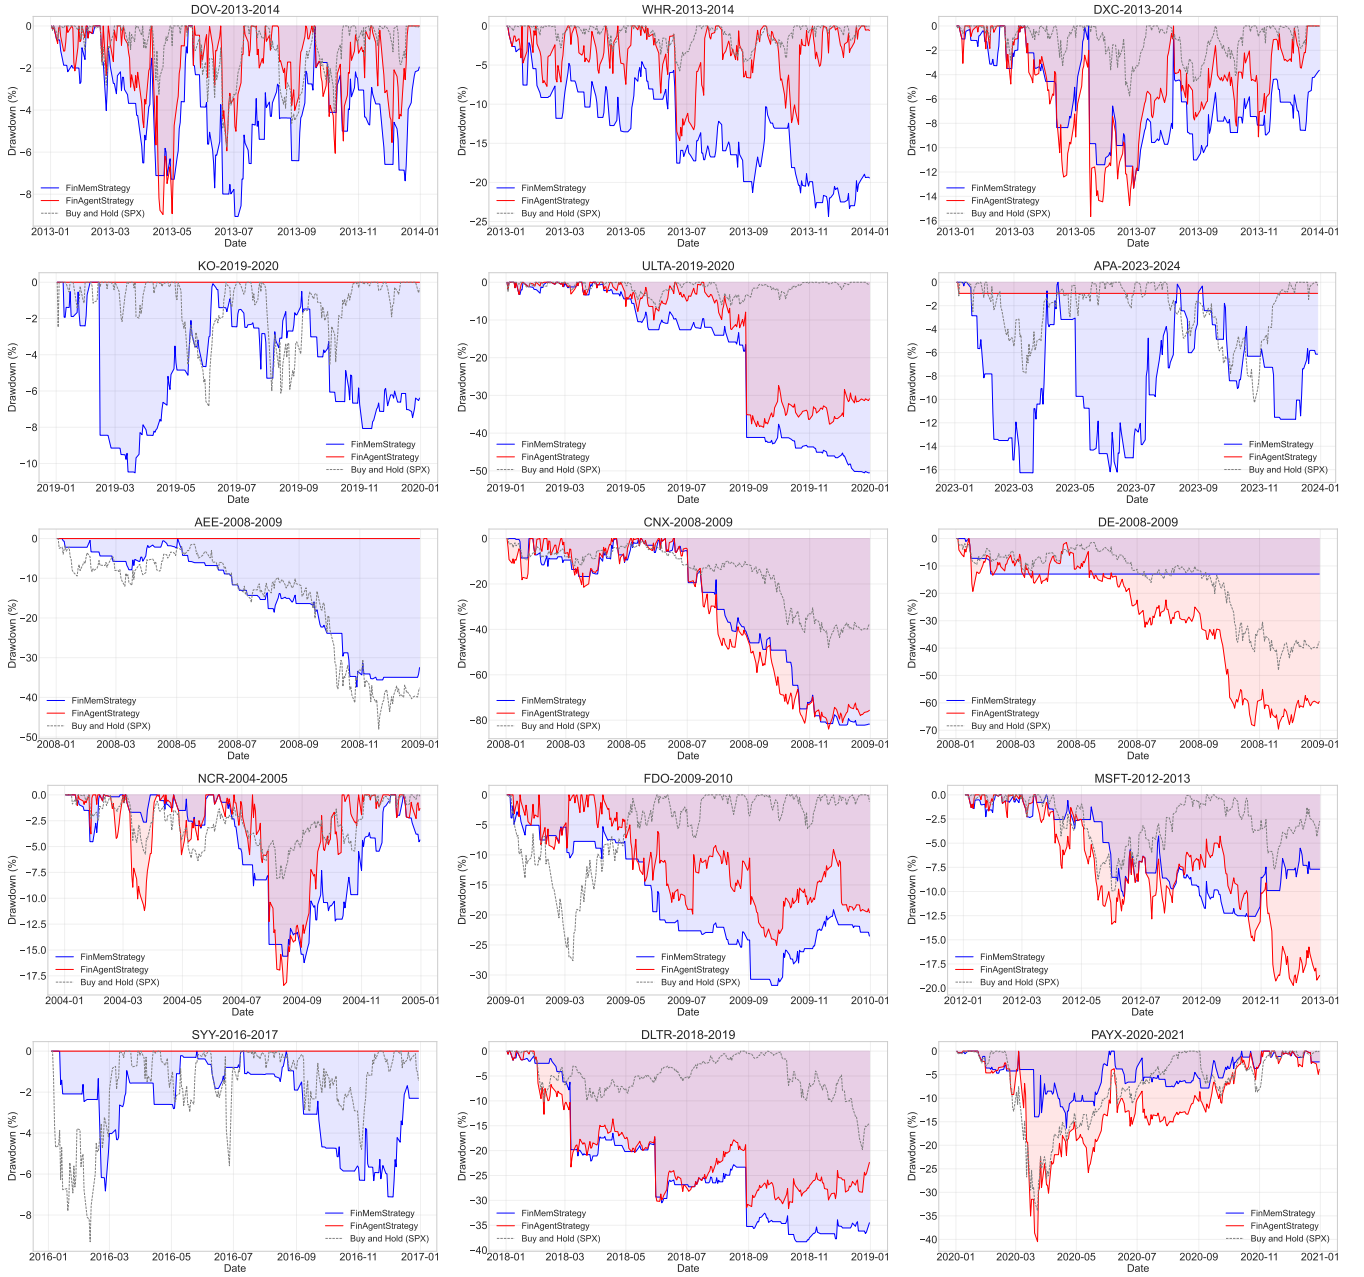 DOV-2013-2014
Drawdown (%)
0
−2
−4
−6
−8
FinMemStrategy
FinAgentStrategy
Buy and Hold (SPX)
2013-01 2013-03 2013-05 2013-07 2013-09 2013-11 2014-01
Date
WHR-2013-2014
Drawdown (%)
0
−5
−10
−15
−20
−25
FinMemStrategy
FinAgentStrategy
Buy and Hold (SPX)
2013-01 2013-03 2013-05 2013-07 2013-09 2013-11 2014-01
Date
DXC-2013-2014
Drawdown (%)
0
−2
−4
−6
−8
−10
−12
−14
−16
FinMemStrategy
FinAgentStrategy
Buy and Hold (SPX)
2013-01 2013-03 2013-05 2013-07 2013-09 2013-11 2014-01
Date
KO-2019-2020
Drawdown (%)
0
−2
−4
−6
−8
−10
FinMemStrategy
FinAgentStrategy
Buy and Hold (SPX)
2019-01 2019-03 2019-05 2019-07 2019-09 2019-11 2020-01
Date
ULTA-2019-2020
Drawdown (%)
0
−10
−20
−30
−40
−50
FinMemStrategy
FinAgentStrategy
Buy and Hold (SPX)
2019-01 2019-03 2019-05 2019-07 2019-09 2019-11 2020-01
Date
APA-2023-2024
Drawdown (%)
0
−2
−4
−6
−8
−10
−12
−14
−16
FinMemStrategy
FinAgentStrategy
Buy and Hold (SPX)
2023-01 2023-03 2023-05 2023-07 2023-09 2023-11 2024-01
Date
AEE-2008-2009
Drawdown (%)
0
−10
−20
−30
−40
−50
FinMemStrategy
FinAgentStrategy
Buy and Hold (SPX)
2008-01 2008-03 2008-05 2008-07 2008-09 2008-11 2009-01
Date
CNX-2008-2009
Drawdown (%)
0
−20
−40
−60
−80
FinMemStrategy
FinAgentStrategy
Buy and Hold (SPX)
2008-01 2008-03 2008-05 2008-07 2008-09 2008-11 2009-01
Date
DE-2008-2009
Drawdown (%)
0
−10
−20
−30
−40
−50
−60
−70
FinMemStrategy
FinAgentStrategy
Buy and Hold (SPX)
2008-01 2008-03 2008-05 2008-07 2008-09 2008-11 2009-01
Date
NCR-2004-2005
Drawdown (%)
0.0
−2.5
−5.0
−7.5
−10.0
−12.5
−15.0
−17.5
FinMemStrategy
FinAgentStrategy
Buy and Hold (SPX)
2004-01 2004-03 2004-05 2004-07 2004-09 2004-11 2005-01
Date
FDO-2009-2010
Drawdown (%)
0
−5
−10
−15
−20
−25
−30
FinMemStrategy
FinAgentStrategy
Buy and Hold (SPX)
2009-01 2009-03 2009-05 2009-07 2009-09 2009-11 2010-01
Date
MSFT-2012-2013
Drawdown (%)
0.0
−2.5
−5.0
−7.5
−10.0
−12.5
−15.0
−17.5
−20.0
FinMemStrategy
FinAgentStrategy
Buy and Hold (SPX)
2012-01 2012-03 2012-05 2012-07 2012-09 2012-11 2013-01
Date
SYY-2016-2017
Drawdown (%)
0
−2
−4
−6
−8
FinMemStrategy
FinAgentStrategy
Buy and Hold (SPX)
2016-01 2016-03 2016-05 2016-07 2016-09 2016-11 2017-01
Date
DLTR-2018-2019
Drawdown (%)
0
−5
−10
−15
−20
−25
−30
−35
−40
FinMemStrategy
FinAgentStrategy
Buy and Hold (SPX)
2018-01 2018-03 2018-05 2018-07 2018-09 2018-11 2019-01
Date
PAYX-2020-2021
Drawdown (%)
0
−5
−10
−15
−20
−25
−30
−35
−40
FinMemStrategy
FinAgentStrategy
Buy and Hold (SPX)
2020-01 2020-03 2020-05 2020-07 2020-09 2020-11 2021-01
Date